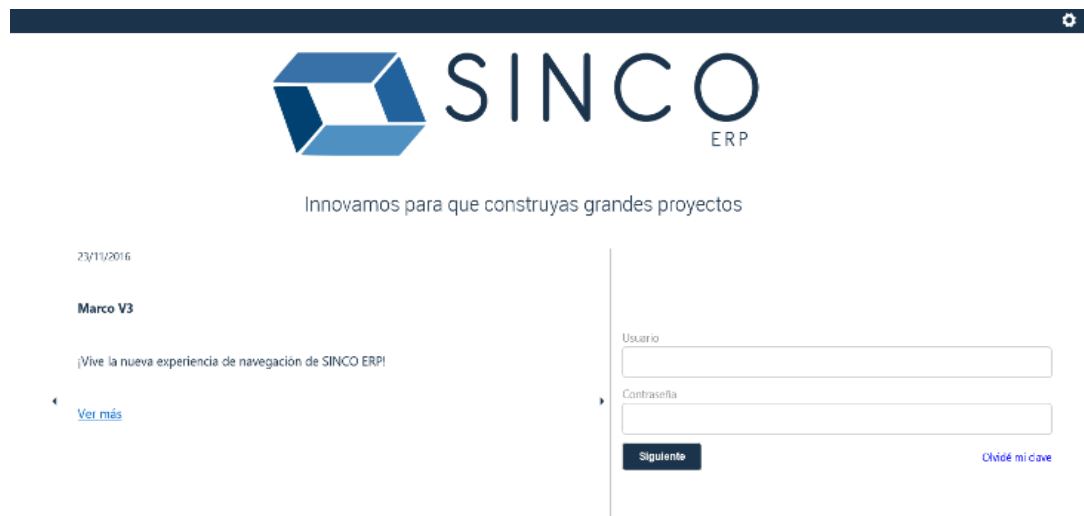 SINCO
ERP
Innovamos para que construyas grandes proyectos
23/11/2016
Marco V3
¡Vive la nueva experiencia de navegación de SINCO ERP!
Ver más
Usuario
Contraseña
Siguiente
Olvidé mi clave